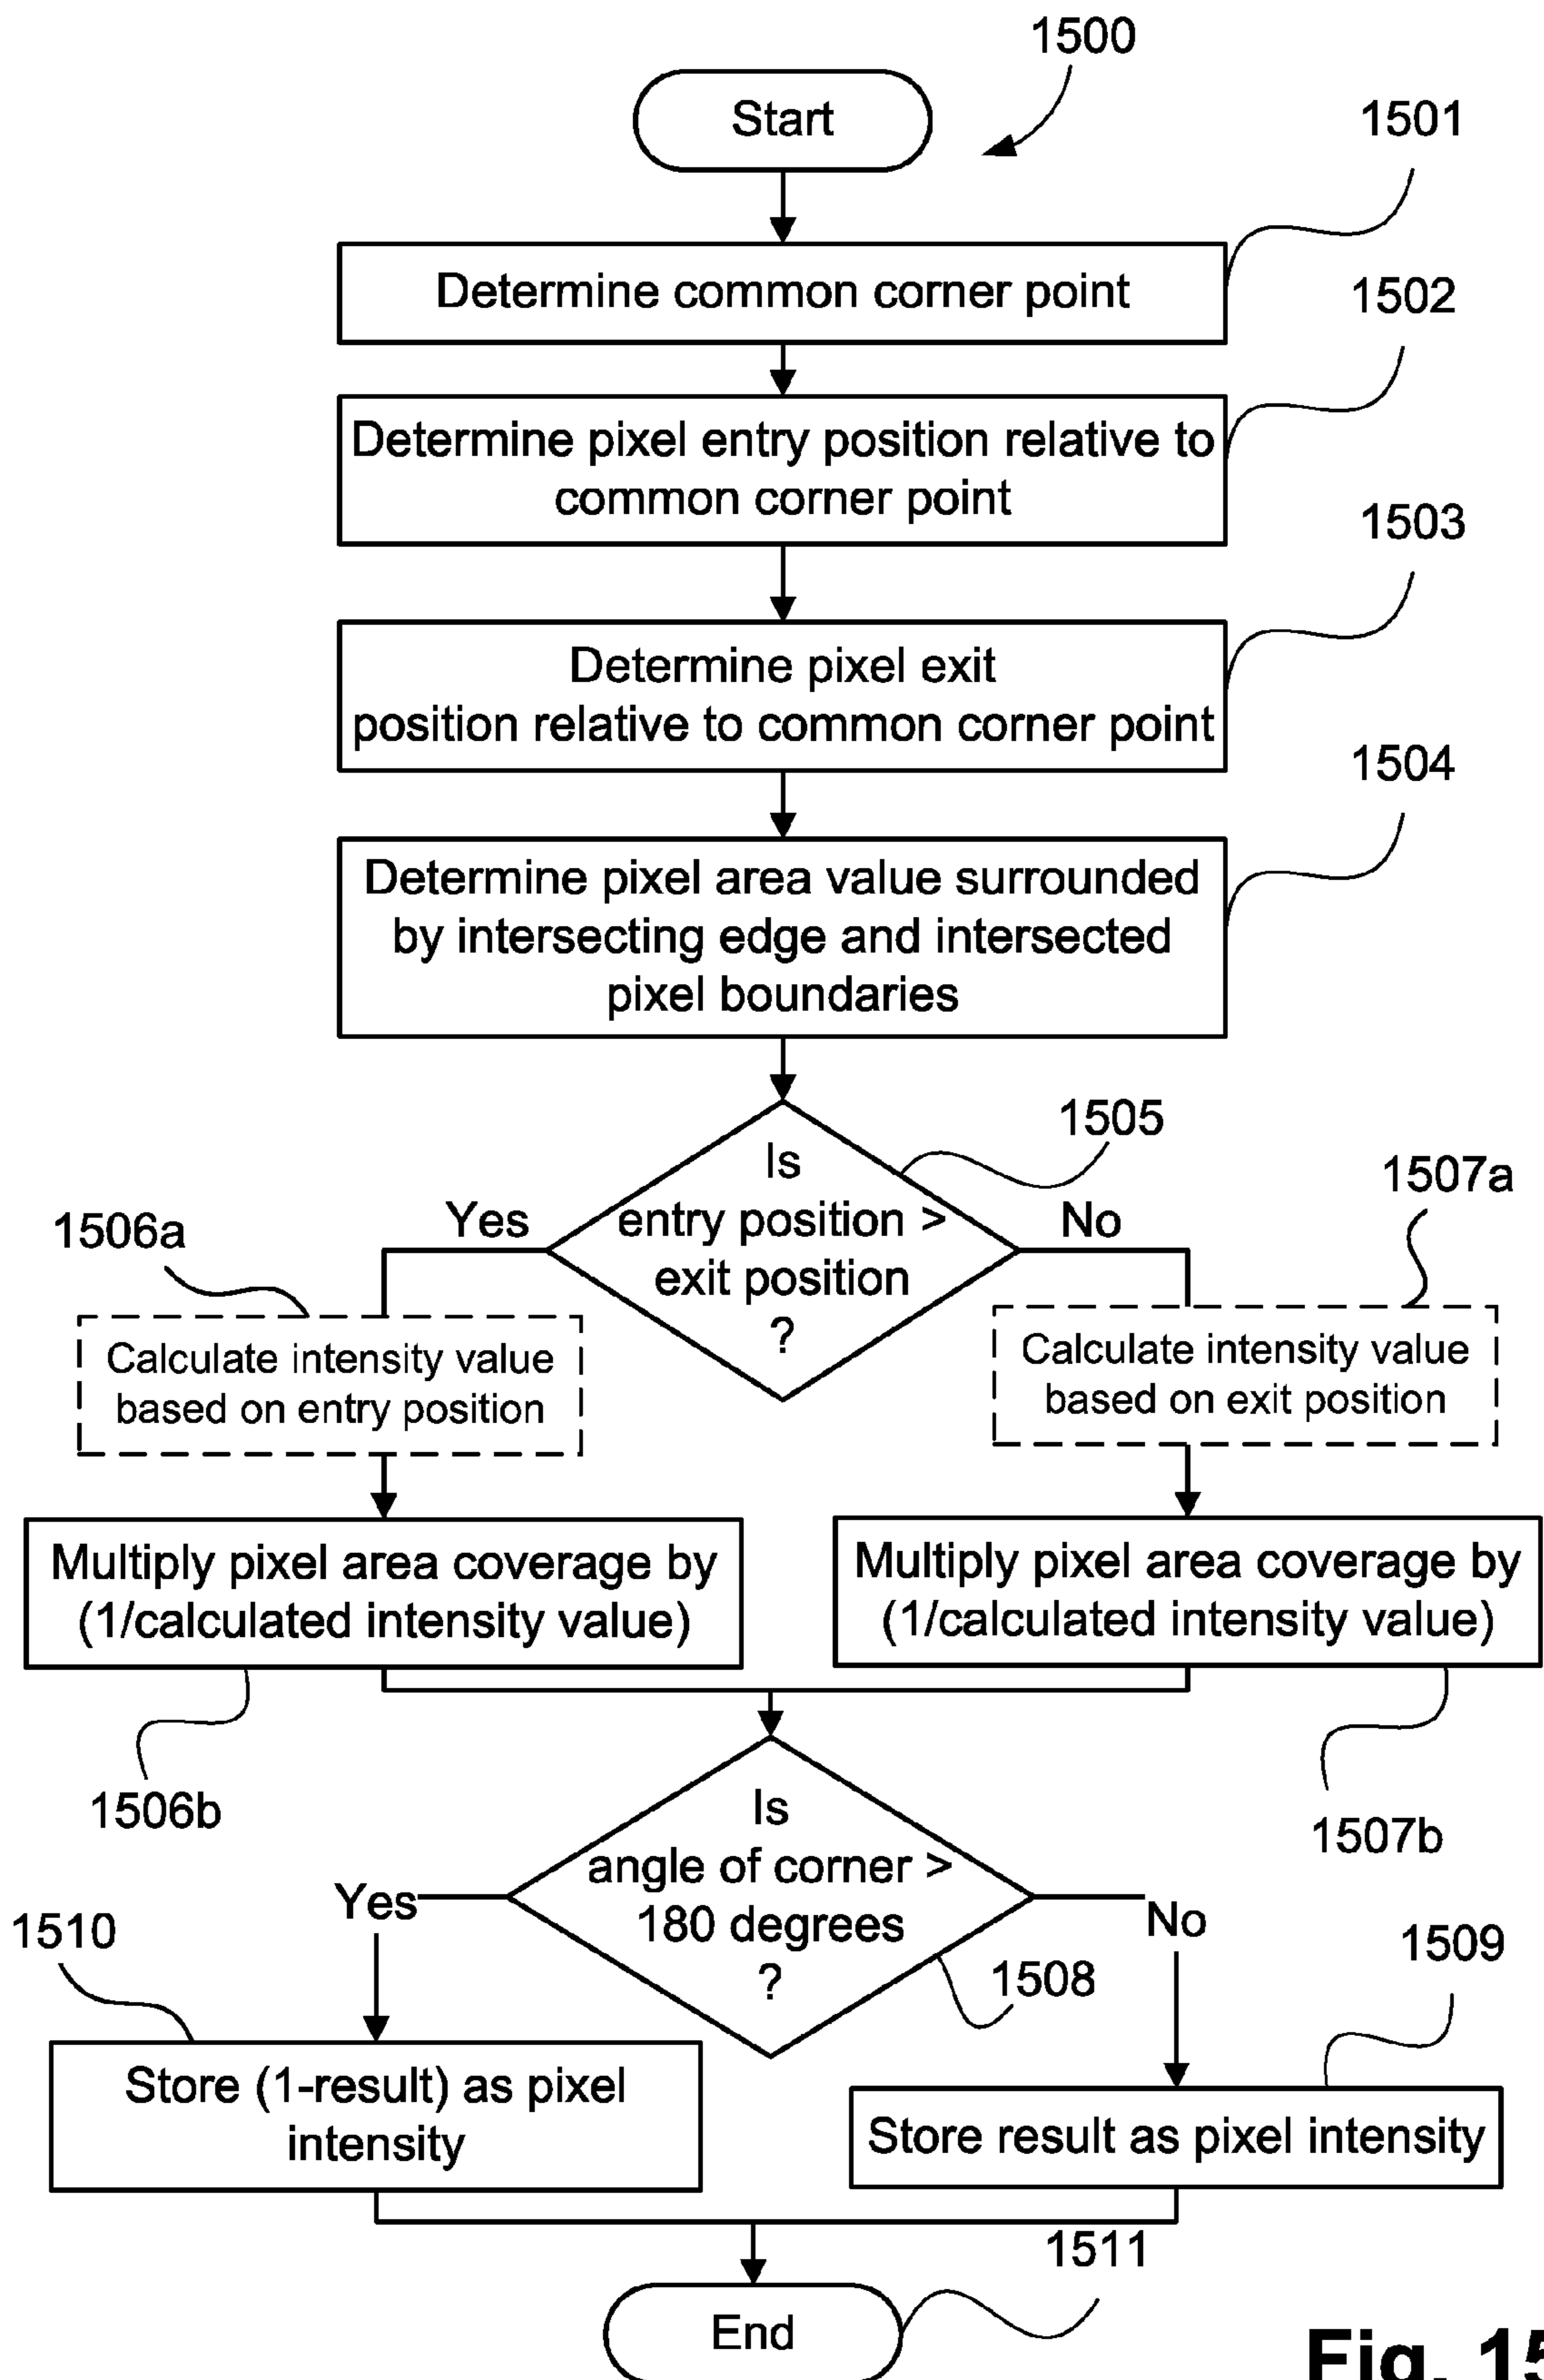 1500
Start
1501
Determine common corner point
1502
Determine pixel entry position relative to
common corner point
1503
Determine pixel exit
position relative to common corner point
1504
Determine pixel area value surrounded
by intersecting edge and intersected
pixel boundaries
1505
Is
entry position >
exit position
?
Yes
No
1506a
1507a
Calculate intensity value
based on entry position
Calculate intensity value
based on exit position
Multiply pixel area coverage by
(1/calculated intensity value)
Multiply pixel area coverage by
(1/calculated intensity value)
1506b
1507b
Is
angle of corner >
180 degrees
?
Yes
No
1508
1510
1509
Store (1-result) as pixel
intensity
Store result as pixel intensity
1511
End
Fig. 15